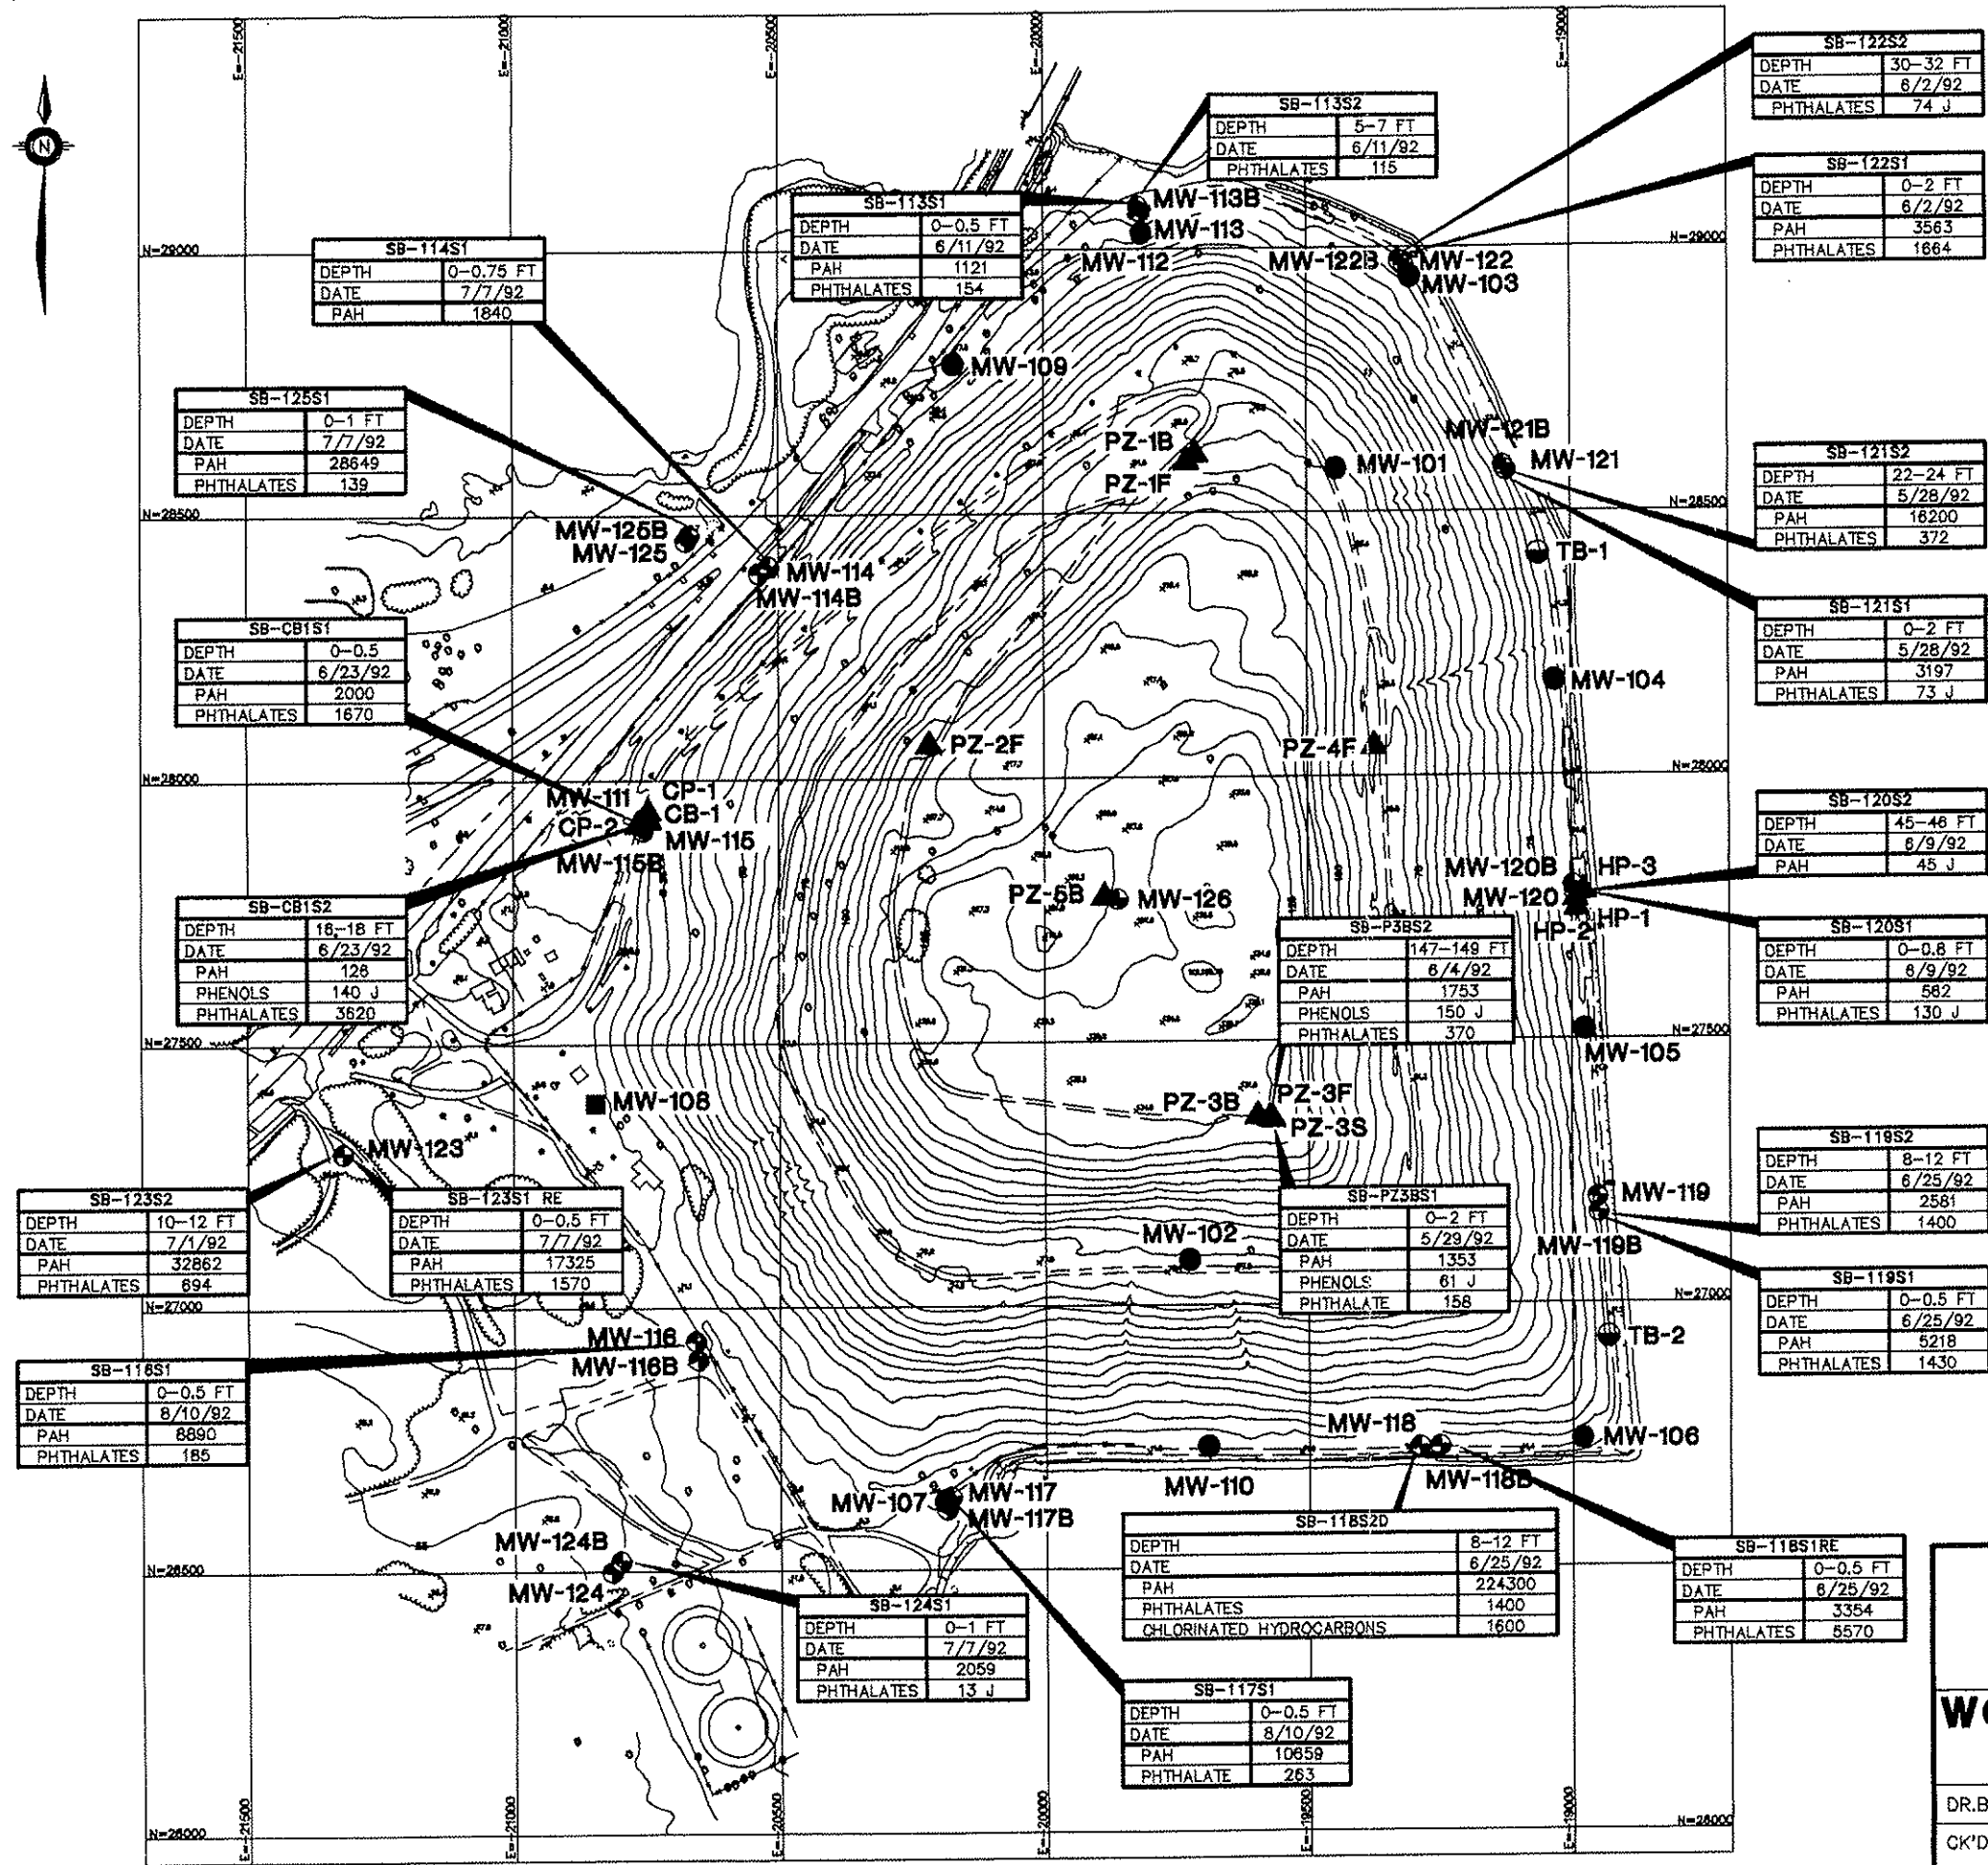 E=-21500
E=-21000
E=-20500
E=-20000
E=-19500
E=-19000
N
SB-122S2
DEPTH 30-32 FT
DATE 6/2/92
PHTHALATES 74 J
SB-113S2
DEPTH 5-7 FT
DATE 6/11/92
PHTHALATES 115
SB-122S1
DEPTH 0-2 FT
DATE 6/2/92
PAH 3563
PHTHALATES 1664
SB-113S1
DEPTH 0-0.5 FT
DATE 6/11/92
PAH 1121
PHTHALATES 154
MW-113B
MW-113
MW-112
MW-122B
MW-122
MW-103
N=29000
N=29000
SB-114S1
DEPTH 0-0.75 FT
DATE 7/7/92
PAH 1840
MW-109
SB-125S1
DEPTH 0-1 FT
DATE 7/7/92
PAH 28649
PHTHALATES 139
PZ-1B
PZ-1F
MW-101
MW-121B
MW-121
SB-121S2
DEPTH 22-24 FT
DATE 5/28/92
PAH 16200
PHTHALATES 372
N=28500
N=28500
MW-125B
MW-125
MW-114
MW-114B
TB-1
SB-121S1
DEPTH 0-2 FT
DATE 5/28/92
PAH 3197
PHTHALATES 73 J
SB-CB1S1
DEPTH 0-0.5
DATE 6/23/92
PAH 2000
PHTHALATES 1670
MW-104
PZ-2F
PZ-4F
N=28000
N=28000
MW-111
CP-1
CB-1
CP-2
MW-115
MW-115B
SB-120S2
DEPTH 45-46 FT
DATE 6/9/92
PAH 45 J
MW-120B
HP-3
MW-120
HP-1
HP-2
PZ-5B
MW-126
SB-CB1S2
DEPTH 16-18 FT
DATE 6/23/92
PAH 126
PHENOLS 140 J
PHTHALATES 3620
SB-P3BS2
DEPTH 147-149 FT
DATE 6/4/92
PAH 1753
PHENOLS 150 J
PHTHALATES 370
SB-120S1
DEPTH 0-0.8 FT
DATE 6/9/92
PAH 582
PHTHALATES 130 J
N=27500
N=27500
MW-105
MW-108
PZ-3B
PZ-3F
PZ-3S
MW-123
SB-119S2
DEPTH 8-12 FT
DATE 6/25/92
PAH 2581
PHTHALATES 1400
SB-123S2
DEPTH 10-12 FT
DATE 7/1/92
PAH 32862
PHTHALATES 694
SB-123S1 RE
DEPTH 0-0.5 FT
DATE 7/7/92
PAH 17325
PHTHALATES 1570
MW-102
SB-PZ3BS1
DEPTH 0-2 FT
DATE 5/29/92
PAH 1353
PHENOLS 61 J
PHTHALATE 158
MW-119
MW-119B
SB-119S1
DEPTH 0-0.5 FT
DATE 6/25/92
PAH 5218
PHTHALATES 1430
N=27000
N=27000
MW-116
MW-116B
TB-2
SB-116S1
DEPTH 0-0.5 FT
DATE 8/10/92
PAH 8890
PHTHALATES 185
MW-118
MW-118B
MW-106
MW-110
MW-107
MW-117
MW-117B
SB-118S2D
DEPTH 8-12 FT
DATE 6/25/92
PAH 224300
PHTHALATES 1400
CHLORINATED HYDROCARBONS 1600
SB-118S1RE
DEPTH 0-0.5 FT
DATE 6/25/92
PAH 3354
PHTHALATES 5570
MW-124B
MW-124
N=26500
N=26500
SB-124S1
DEPTH 0-1 FT
DATE 7/7/92
PAH 2059
PHTHALATES 13 J
SB-117S1
DEPTH 0-0.5 FT
DATE 8/10/92
PAH 10659
PHTHALATE 263
DR.B
CK'D
N=26000
N=26000
E=-21500
E=-21000
E=-20500
E=-20000
E=-19500
E=-19000